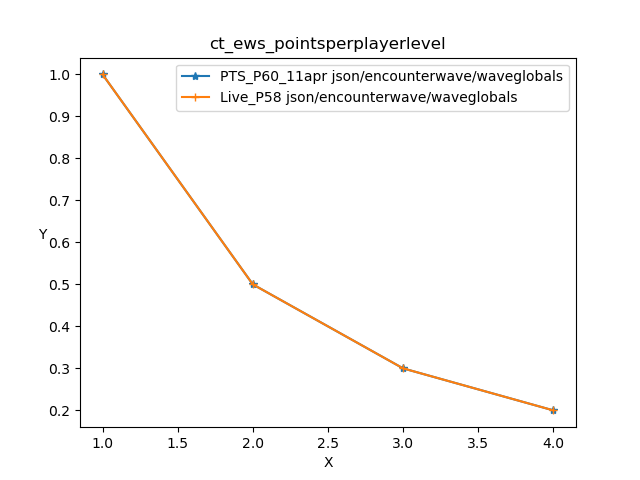 ct_ews_pointsperplayerlevel
PTS_P60_11apr json/encounterwave/waveglobals
Live_P58 json/encounterwave/waveglobals
1.0
0.9
0.8
0.7
0.6
0.5
0.4
0.3
0.2
Y
1.0 1.5 2.0 2.5 3.0 3.5 4.0
X